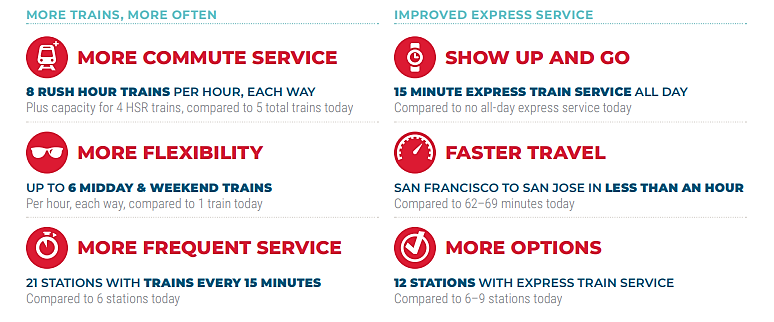 MORE TRAINS, MORE OFTEN
MORE COMMUTE SERVICE
8 RUSH HOUR TRAINS PER HOUR, EACH WAY
Plus capacity for 4 HSR trains, compared to 5 total trains today
MORE FLEXIBILITY
UP TO 6 MIDDAY & WEEKEND TRAINS
Per hour, each way, compared to 1 train today
MORE FREQUENT SERVICE
21 STATIONS WITH TRAINS EVERY 15 MINUTES
Compared to 6 stations today
IMPROVED EXPRESS SERVICE
SHOW UP AND GO
15 MINUTE EXPRESS TRAIN SERVICE ALL DAY
Compared to no all-day express service today
FASTER TRAVEL
SAN FRANCISCO TO SAN JOSE IN LESS THAN AN HOUR
Compared to 62–69 minutes today
MORE OPTIONS
12 STATIONS WITH EXPRESS TRAIN SERVICE
Compared to 6–9 stations today